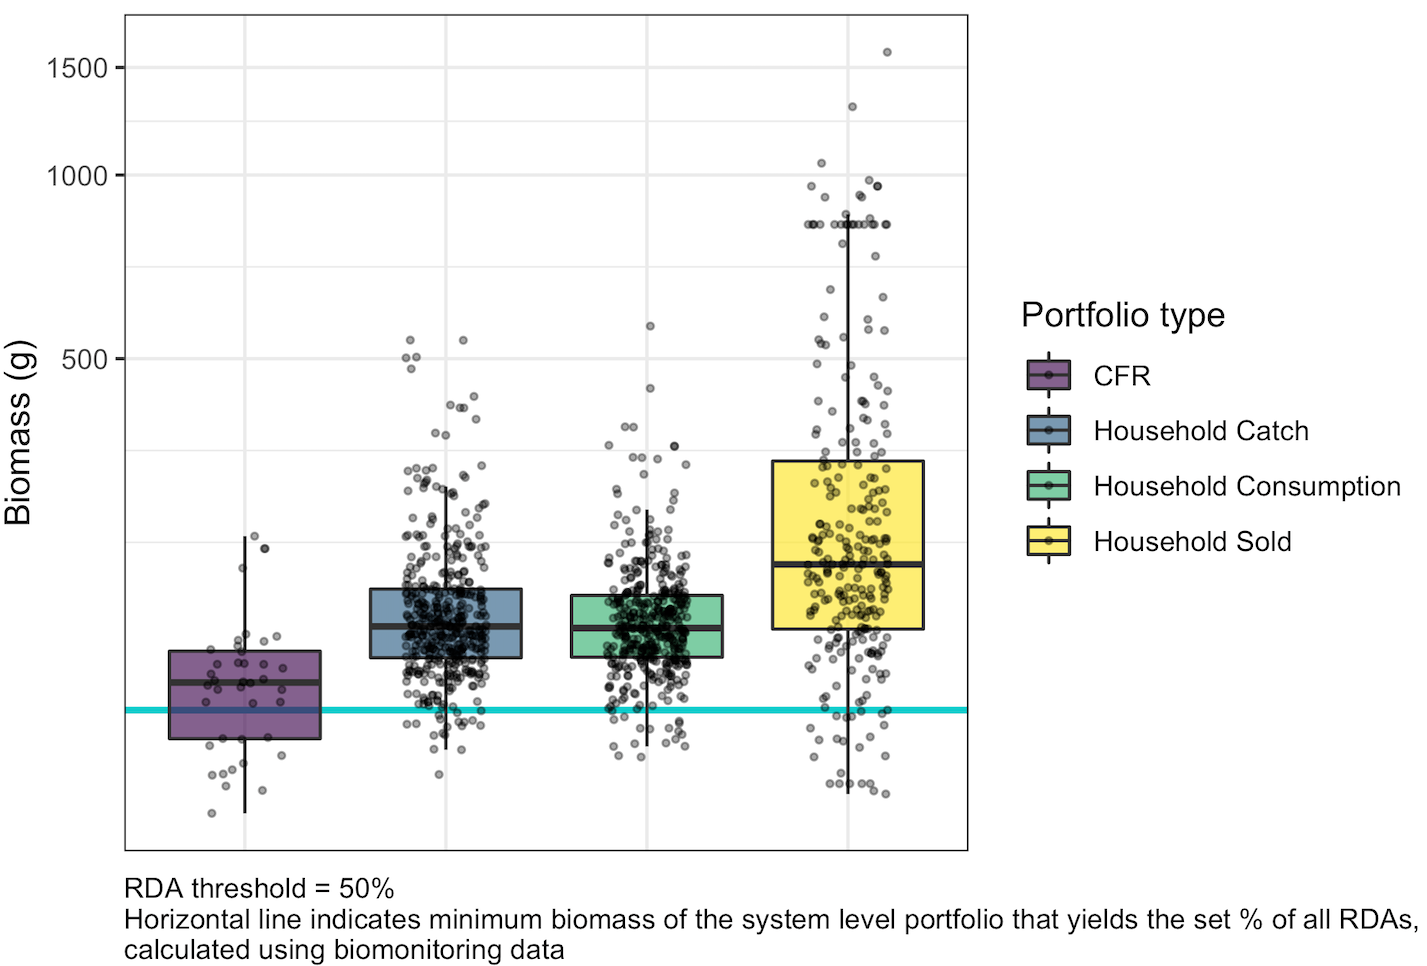 1500
1000
500
Biomass (g)
Portfolio type
CFR
Household Catch
Household Consumption
Household Sold
RDA threshold = 50%
Horizontal line indicates minimum biomass of the system level portfolio that yields the set % of all RDAs,
calculated using biomonitoring data